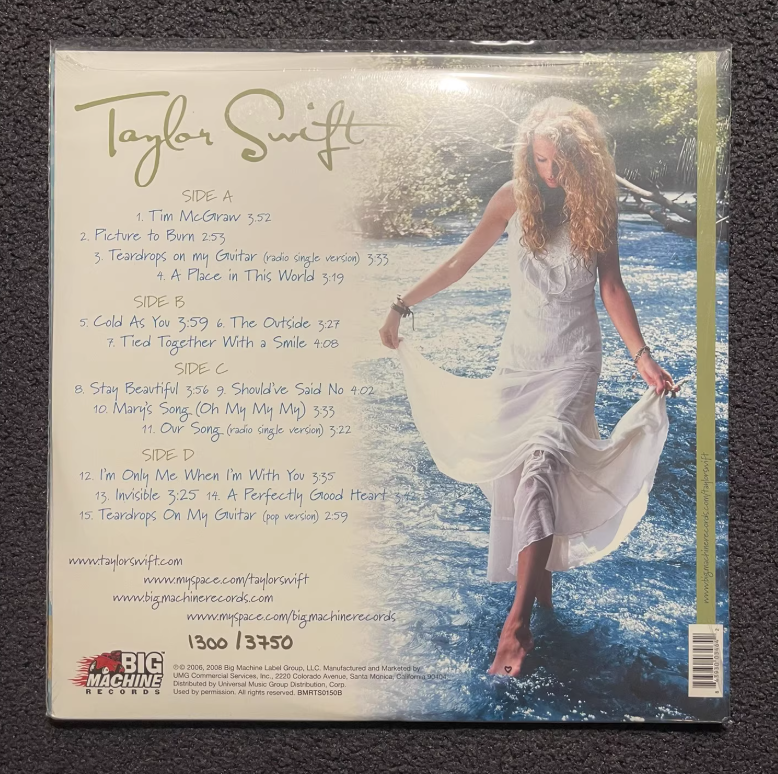 Taylor Swift
SIDE A
1. Tim McGraw 3:52
2. Picture to Burn 2:53
3. Teardrops on my Guitar (radio single version) 3:33
4. A Place in This World 3:19
SIDE B
5. Cold As You 3:59 6. The Outside 3:27
7. Tied Together With a Smile 4:08
SIDE C
8. Stay Beautiful 3:56 9. Should've Said No 4:02
10. Mary's Song (Oh My My My) 3:33
11. Our Song (radio single version) 3:22
SIDE D
12. I'm Only Me When I'm With You 3:35
13. Invisible 3:25 14. A Perfectly Good Heart
15. Teardrops On My Guitar (pop version) 2:59
www.taylorswift.com
www.myspace.com/taylorswift
www.bigmachinerecords.com
www.myspace.com/bigmachinerecords
1300 / 3750
BIG
MACHINE
RECORDS
℗© 2006, 2008 Big Machine Label Group, LLC. Manufactured and Marketed by
UMG Commercial Services, Inc., 2220 Colorado Avenue, Santa Monica, California 90404.
Distributed by Universal Music Group Distribution, Corp.
Used by permission. All rights reserved. BMRTS0150B
www.bigmachinerecords.com/taylorswift